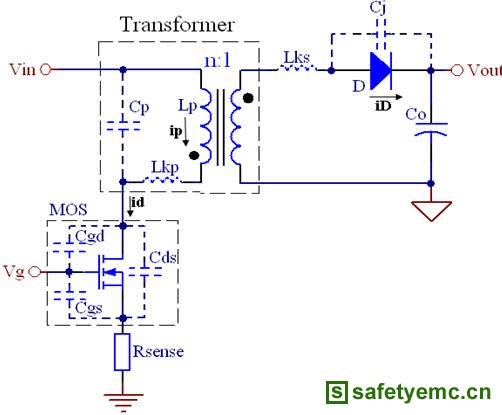 Transformer
Cj
n:1
Lks
Vin
Vout
D
iD
Cp
Lp
ip
Co
Lkp
id
MOS
Cgd
Vg
Cds
Cgs
Rsense
S safetyemc.cn